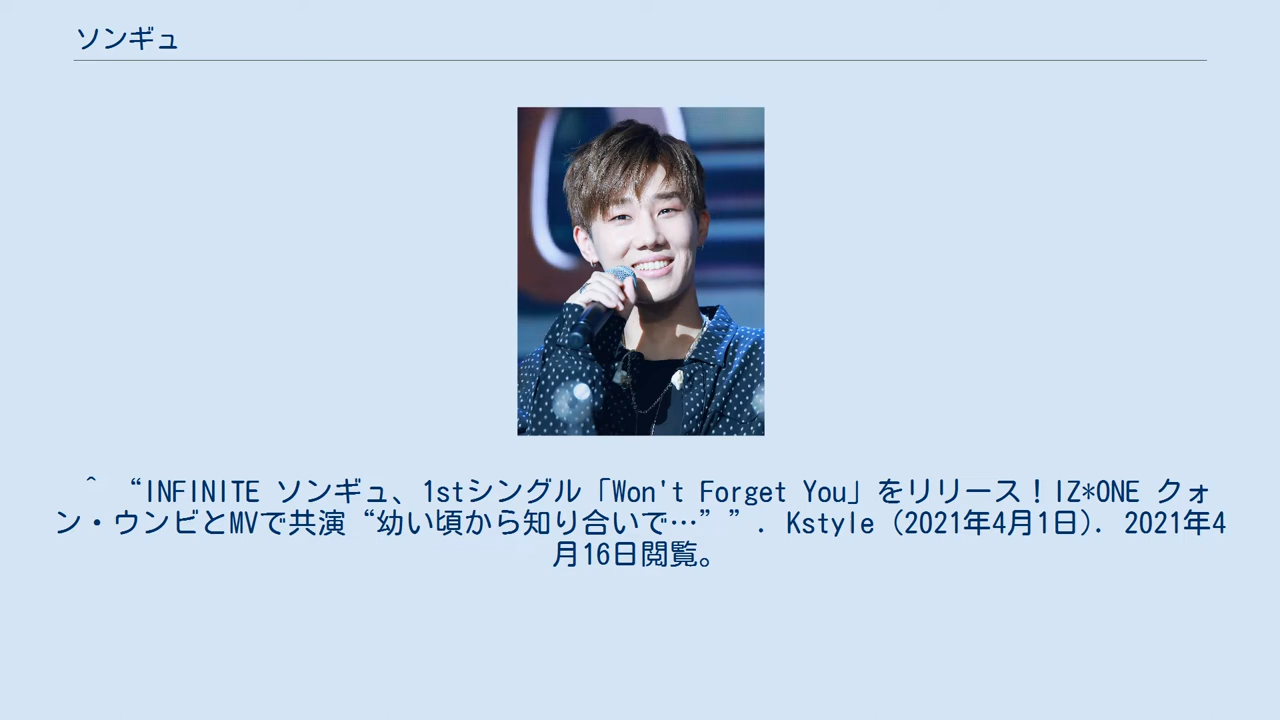 ソンギュ
^ “INFINITE ソンギュ、1stシングル「Won't Forget You」をリリース！IZ*ONE クォ
ン・ウンビとMVで共演“幼い頃から知り合いで…””. Kstyle (2021年4月1日). 2021年4
月16日閲覧。